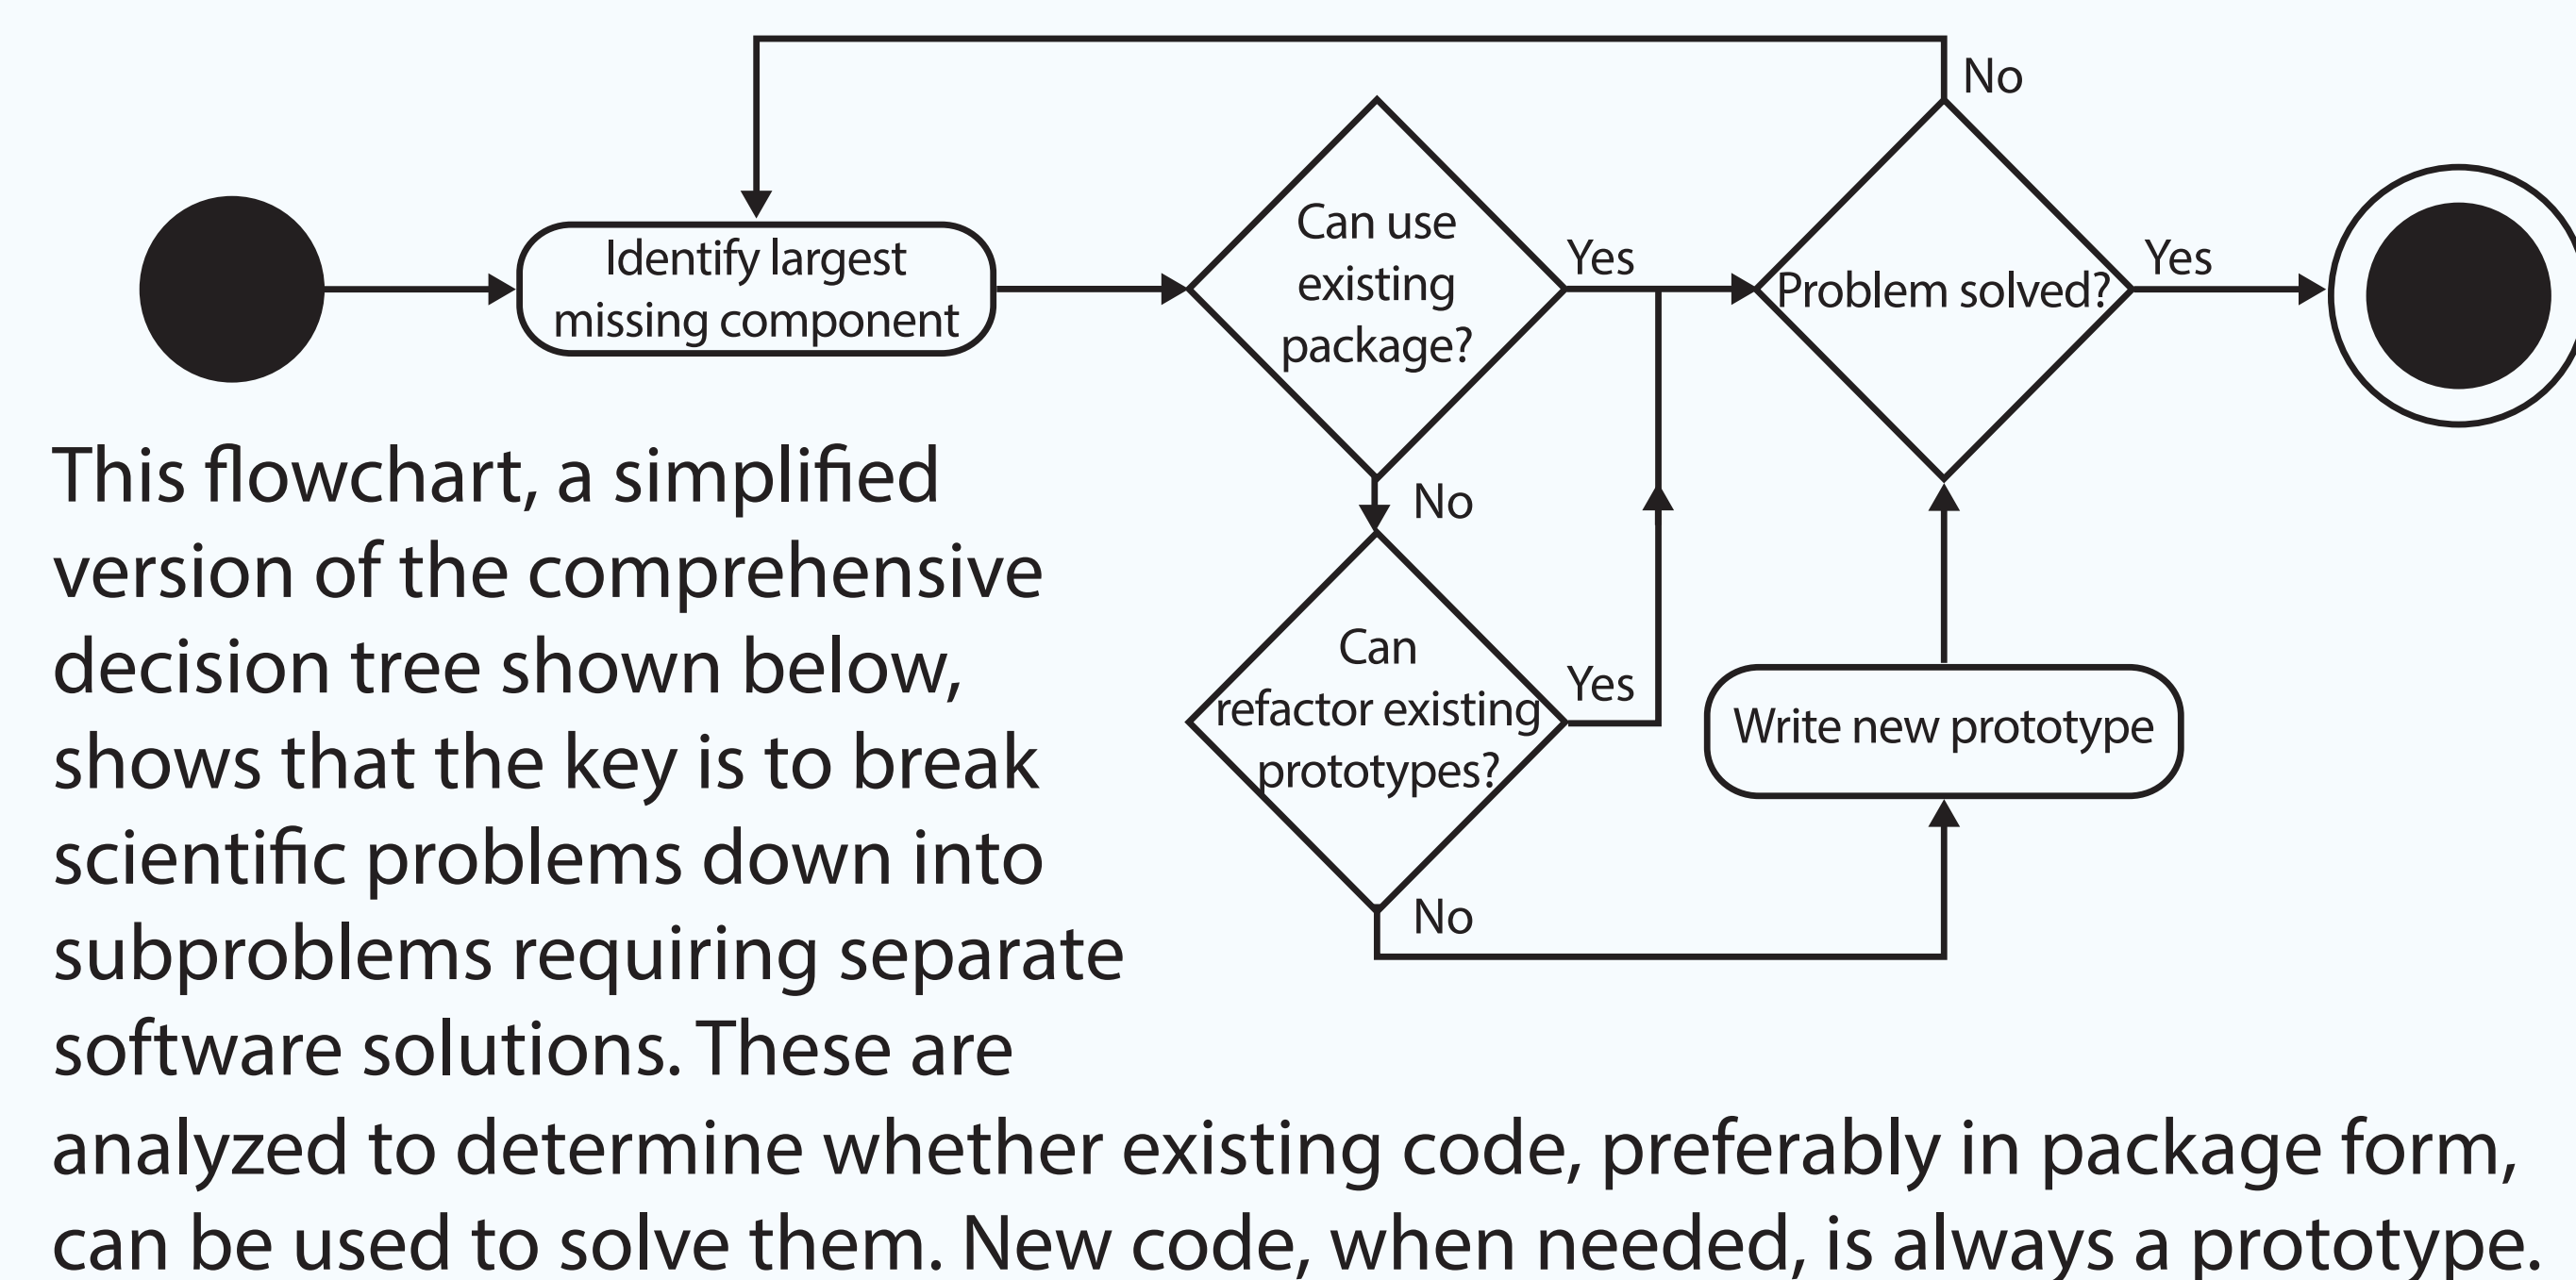 No
Identify largest
missing component
Can use
existing
package?
Yes
Problem solved?
Yes
No
Can
refactor existing
prototypes?
Yes
Write new prototype
No
This flowchart, a simplified
version of the comprehensive
decision tree shown below,
shows that the key is to break
scientific problems down into
subproblems requiring separate
software solutions. These are
analyzed to determine whether existing code, preferably in package form,
can be used to solve them. New code, when needed, is always a prototype.